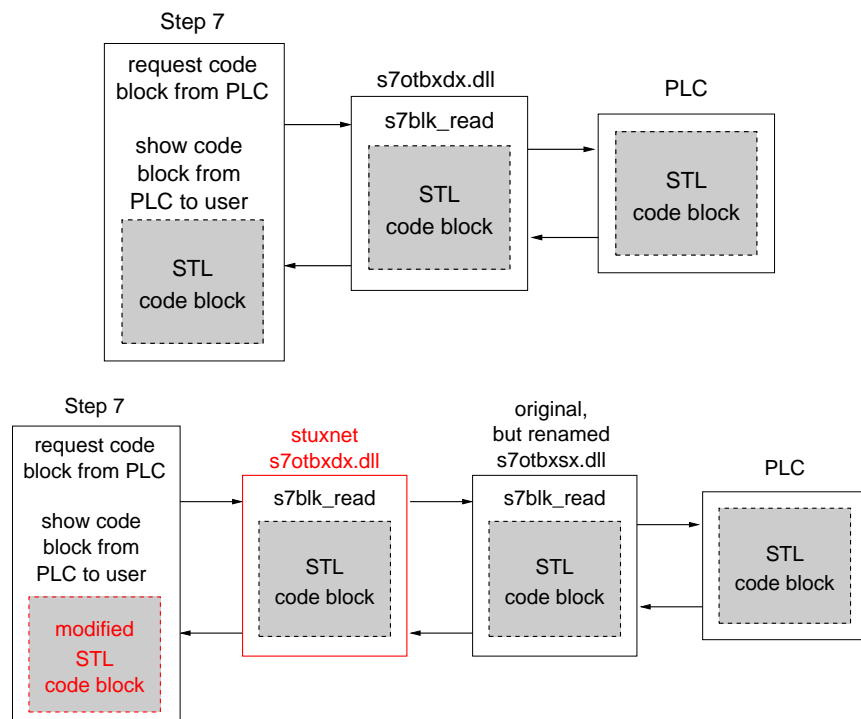 Step 7
request code
block from PLC
show code
block from
PLC to user
STL
code block
s7otbxdx.dll
s7blk_read
STL
code block
PLC
STL
code block
Step 7
request code
block from PLC
show code
block from
PLC to user
modified
STL
code block
stuxnet
s7otbxdx.dll
s7blk_read
STL
code block
original,
but renamed
s7otbxsx.dll
s7blk_read
STL
code block
PLC
STL
code block